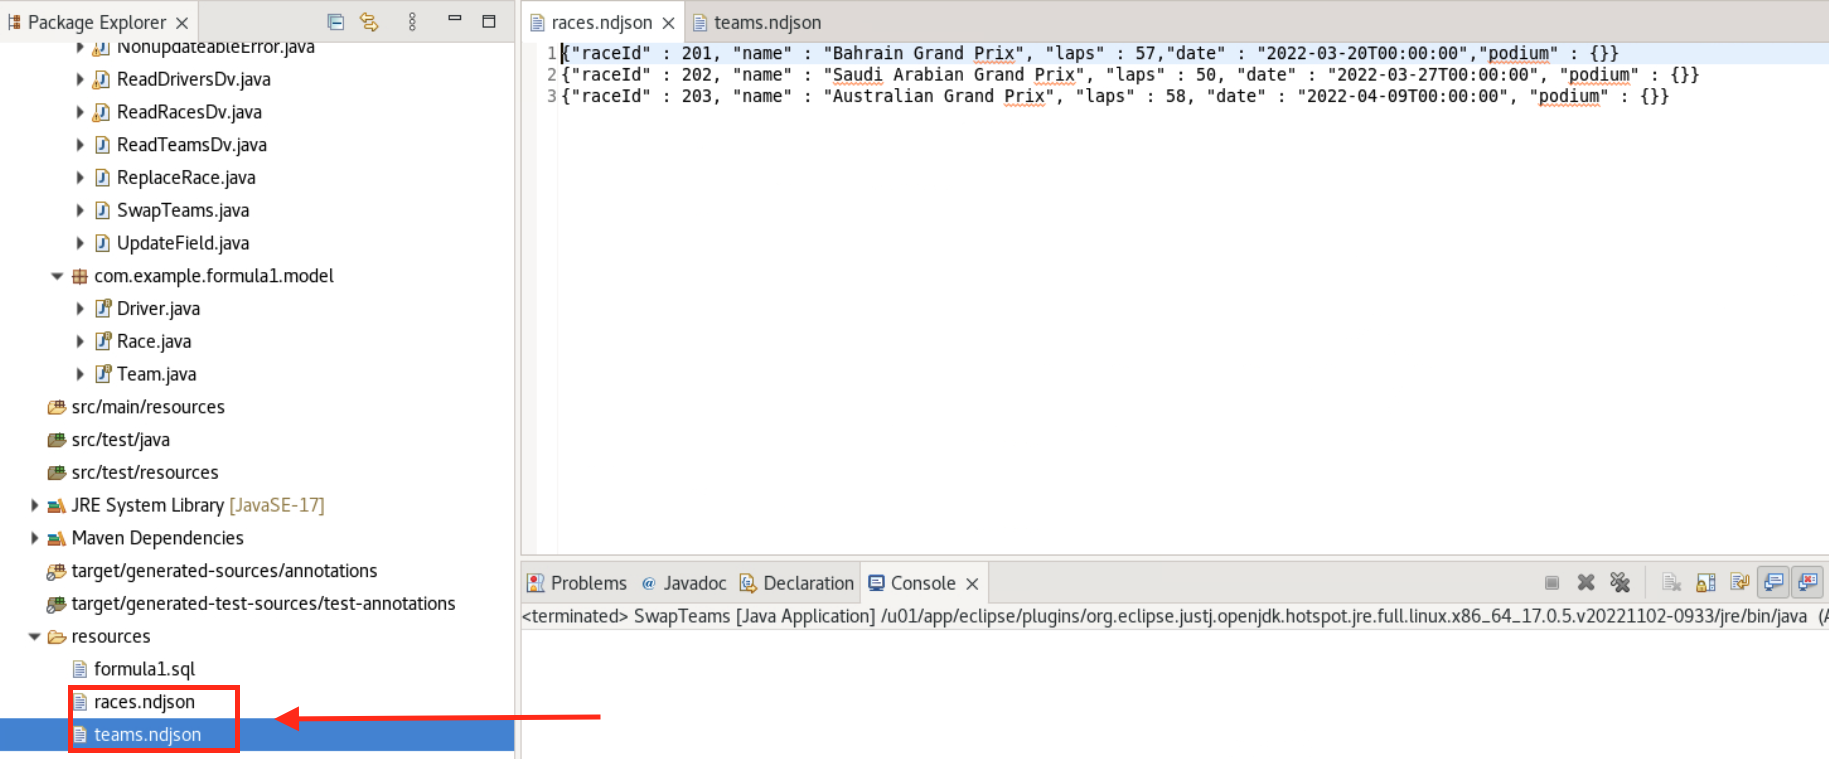 Package Explorer
NonupdateableError.java
ReadDriversDv.java
ReadRacesDv.java
ReadTeamsDv.java
ReplaceRace.java
SwapTeams.java
UpdateField.java
com.example.formula1.model
Driver.java
Race.java
Team.java
src/main/resources
src/test/java
src/test/resources
JRE System Library [JavaSE-17]
Maven Dependencies
target/generated-sources/annotations
target/generated-test-sources/test-annotations
resources
formula1.sql
races.ndjson
teams.ndjson
races.ndjson teams.ndjson
1 {"raceId" : 201, "name" : "Bahrain Grand Prix", "laps" : 57,"date" : "2022-03-20T00:00:00","podium" : {}}
2 {"raceId" : 202, "name" : "Saudi Arabian Grand Prix", "laps" : 50, "date" : "2022-03-27T00:00:00", "podium" : {}}
3 {"raceId" : 203, "name" : "Australian Grand Prix", "laps" : 58, "date" : "2022-04-09T00:00:00", "podium" : {}}
Problems @ Javadoc Declaration Console
<terminated> SwapTeams [Java Application] /u01/app/eclipse/plugins/org.eclipse.justj.openjdk.hotspot.jre.full.linux.x86_64_17.0.5.v20221102-0933/jre/bin/java (A